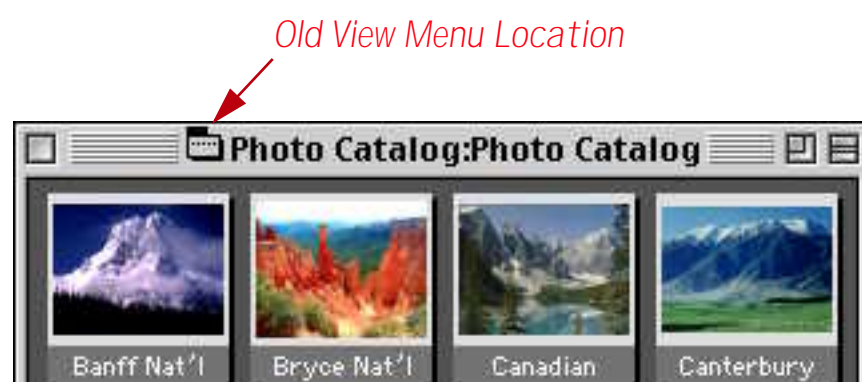 Old View Menu Location
Photo Catalog:Photo Catalog
Banff Nat'l
Bryce Nat'l
Canadian
Canterbury